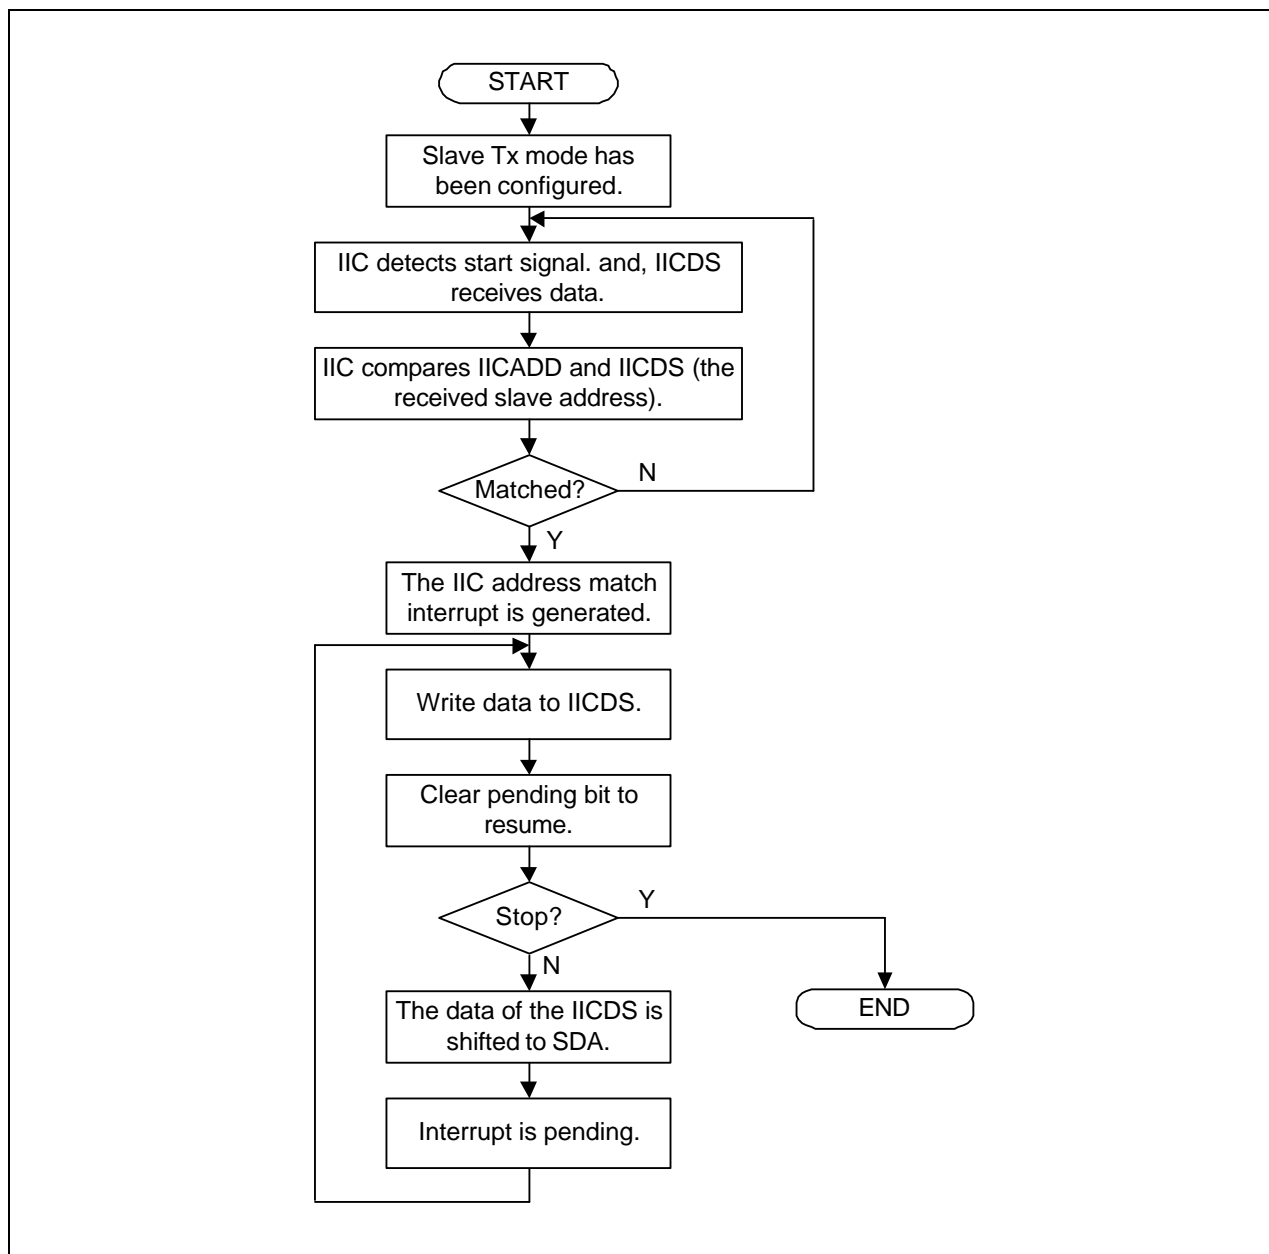 START
Slave Tx mode has
been configured.
IIC detects start signal. and, IICDS
receives data.
IIC compares IICADD and IICDS (the
received slave address).
Matched?
N
Y
The IIC address match
interrupt is generated.
Write data to IICDS.
Clear pending bit to
resume.
Stop?
Y
N
The data of the IICDS is
shifted to SDA.
END
Interrupt is pending.